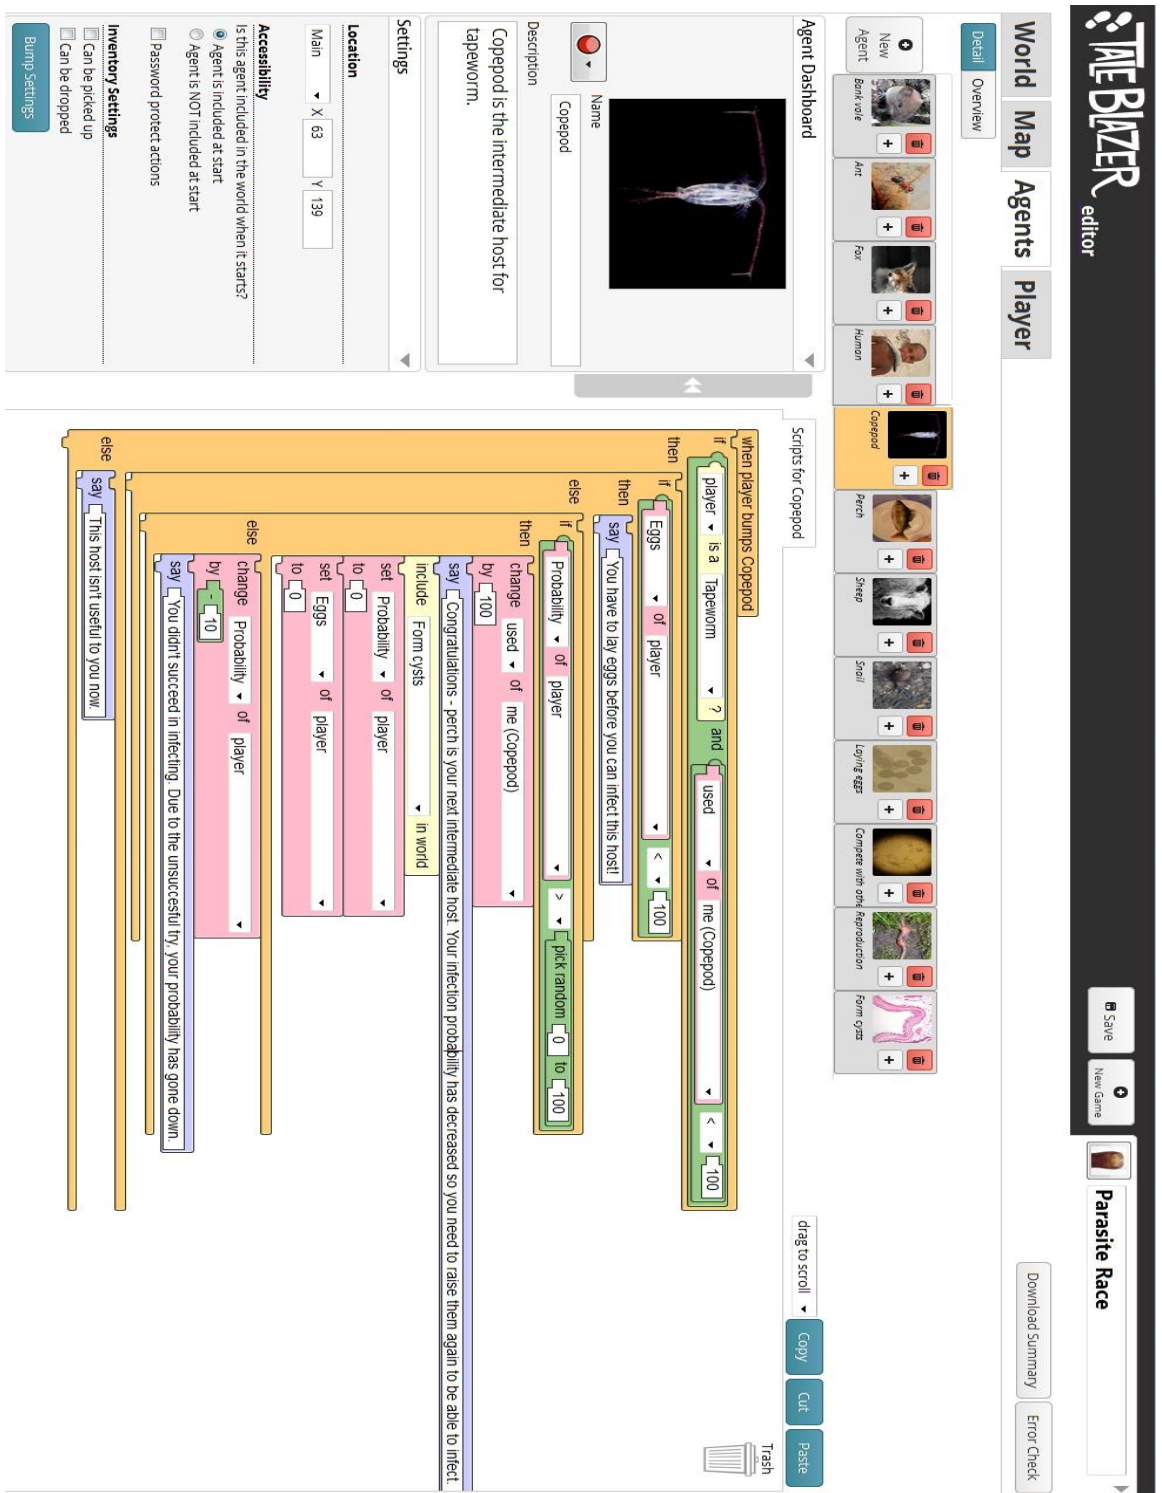 TATEBLAZER editor
Save
New Game
Parasite Race
World Map Agents Player
Download Summary
Error Check
Detail Overview
New Agent
Bank vole
Ant
Fox
Human
Copepod
Perch
Sheep
Snail
Laying eggs
Compete with othe
Reproduction
Form cysts
Agent Dashboard
Name
Copepod
Description
Copepod is the intermediate host for
tapeworm.
Settings
Location
Main X 63 Y 139
Accessibility
Is this agent included in the world when it starts?
Agent is included at start
Agent is NOT included at start
Password protect actions
Inventory Settings
Can be picked up
Can be dropped
Bump Settings
Scripts for Copepod
drag to scroll
Copy
Cut
Paste
Trash
when player bumps Copepod
if player is a Tapeworm ? and used of me (Copepod) < 100
then
if Eggs of player < 100
then
say You have to lay eggs before you can infect this host!
else
if Probability of player > pick random 0 to 100
then
change used of me (Copepod)
by 100
say Congratulations - perch is your next intermediate host. Your infection probability has decreased so you need to raise them again to be able to infect.
include Form cysts in world
set Probability of player
to 0
set Eggs of player
to 0
else
change Probability of player
by - 10
say You didn't succeed in infecting. Due to the unsuccesful try, your probability has gone down.
else
say This host isn't useful to you now.